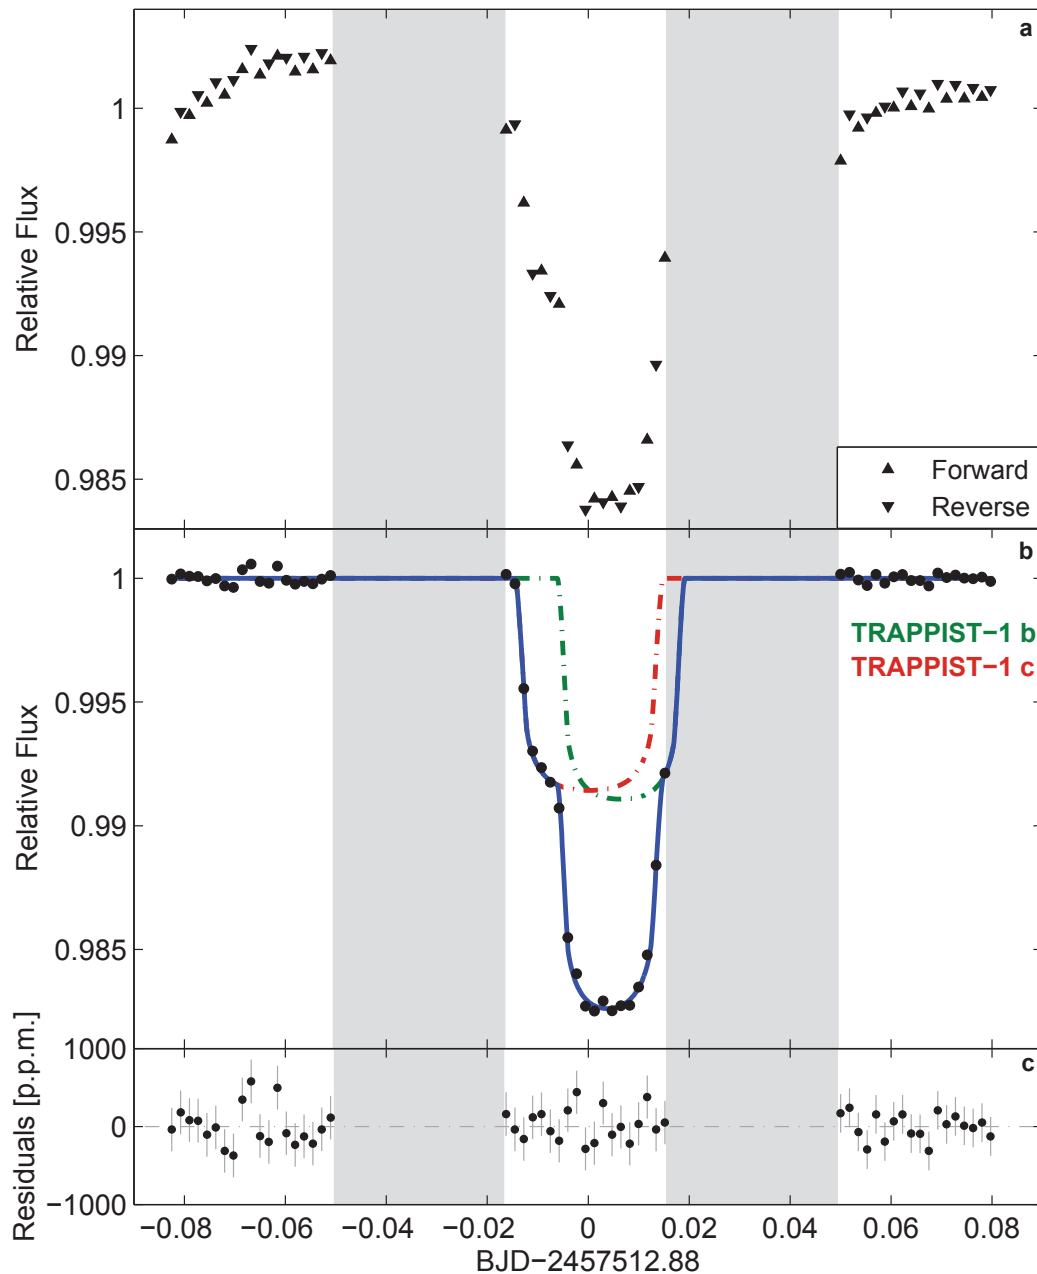 a
1
0.995
0.99
0.985
Relative Flux
Forward
Reverse
b
1
0.995
0.99
0.985
Relative Flux
TRAPPIST−1 b
TRAPPIST−1 c
c
1000
0
−1000
Residuals [p.p.m.]
−0.08 −0.06 −0.04 −0.02 0 0.02 0.04 0.06 0.08
BJD−2457512.88